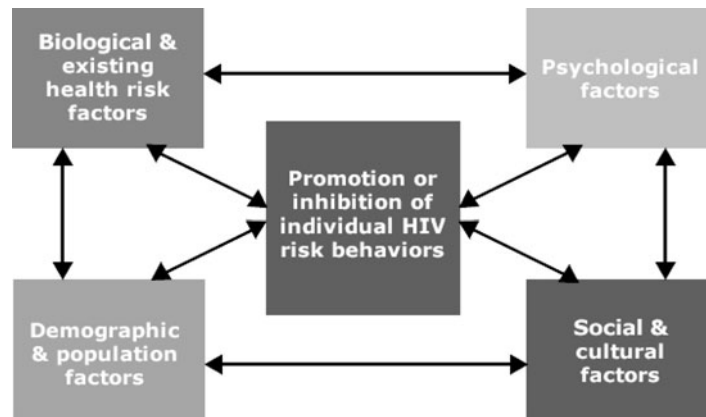 Biological &
existing
health risk
factors
Psychological
factors
Promotion or
inhibition of
individual HIV
risk behaviors
Demographic
& population
factors
Social &
cultural
factors